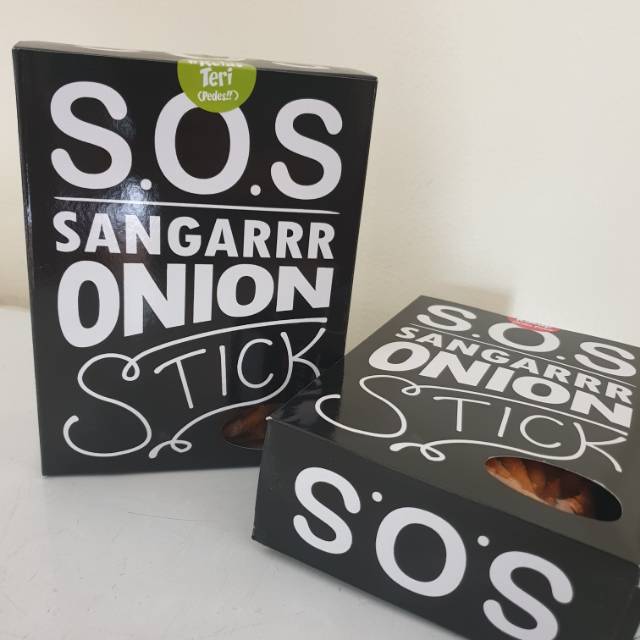 Teri
(Pedes!!)
S.O.S
SANGARRR
ONION
STICK
S.O.S
SANGARRR
ONION
STICK
S.O.S